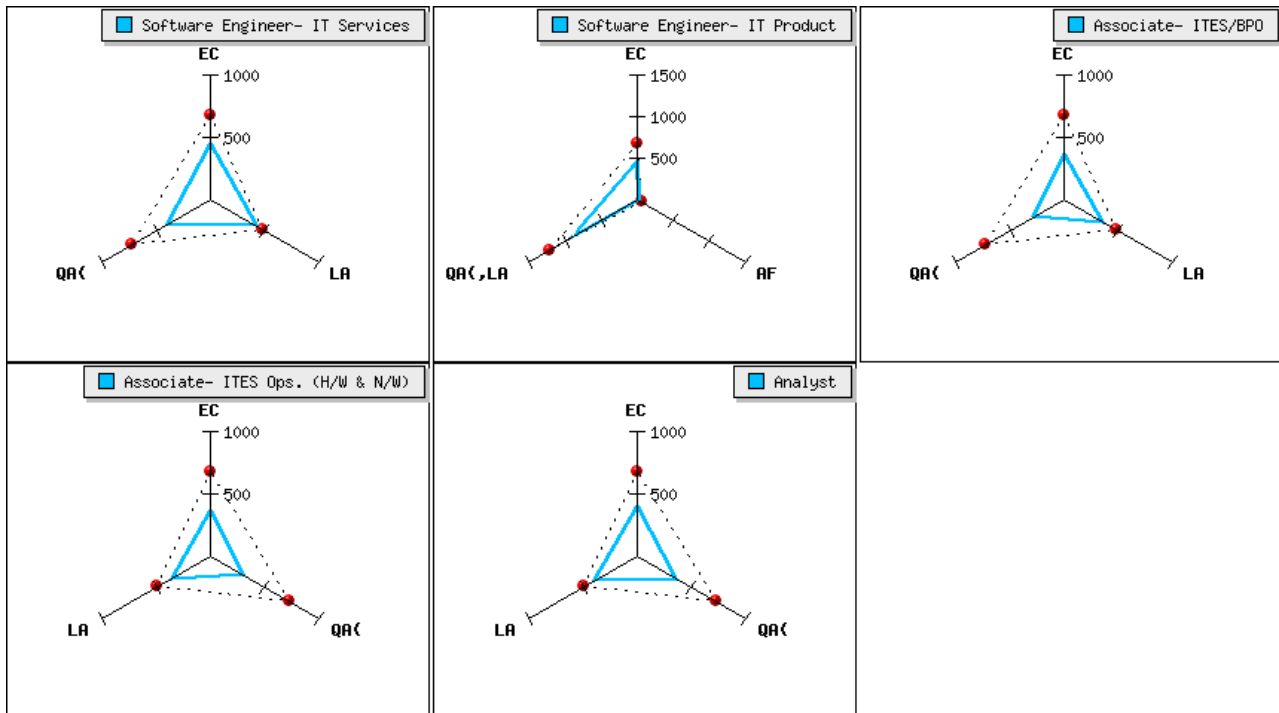 Software Engineer- IT Services
EC
1000
500
QA(
LA
Software Engineer- IT Product
EC
1500
1000
500
QA(,LA
AF
Associate- ITES/BPO
EC
1000
500
QA(
LA
Associate- ITES Ops. (H/W & N/W)
EC
1000
500
LA
QA(
Analyst
EC
1000
500
LA
QA(